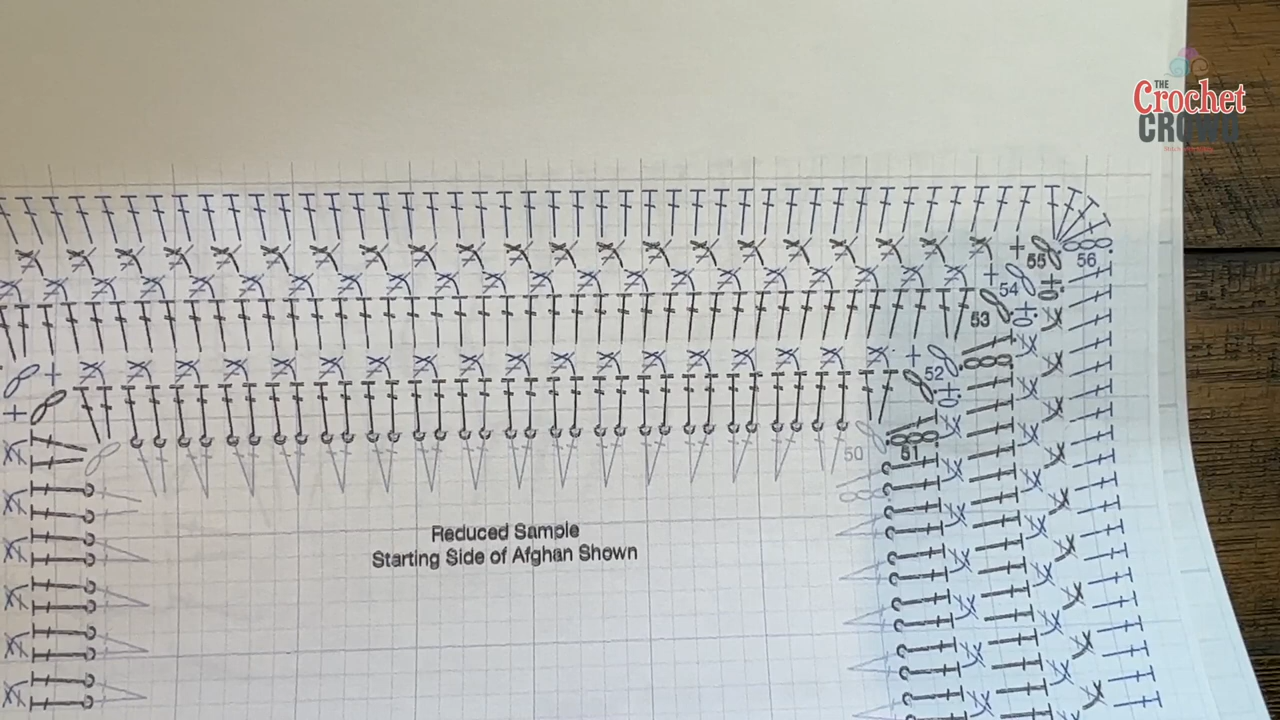 THE
Crochet
CROWD
55
56
54
53
52
50
51
Reduced Sample
Starting Side of Afghan Shown